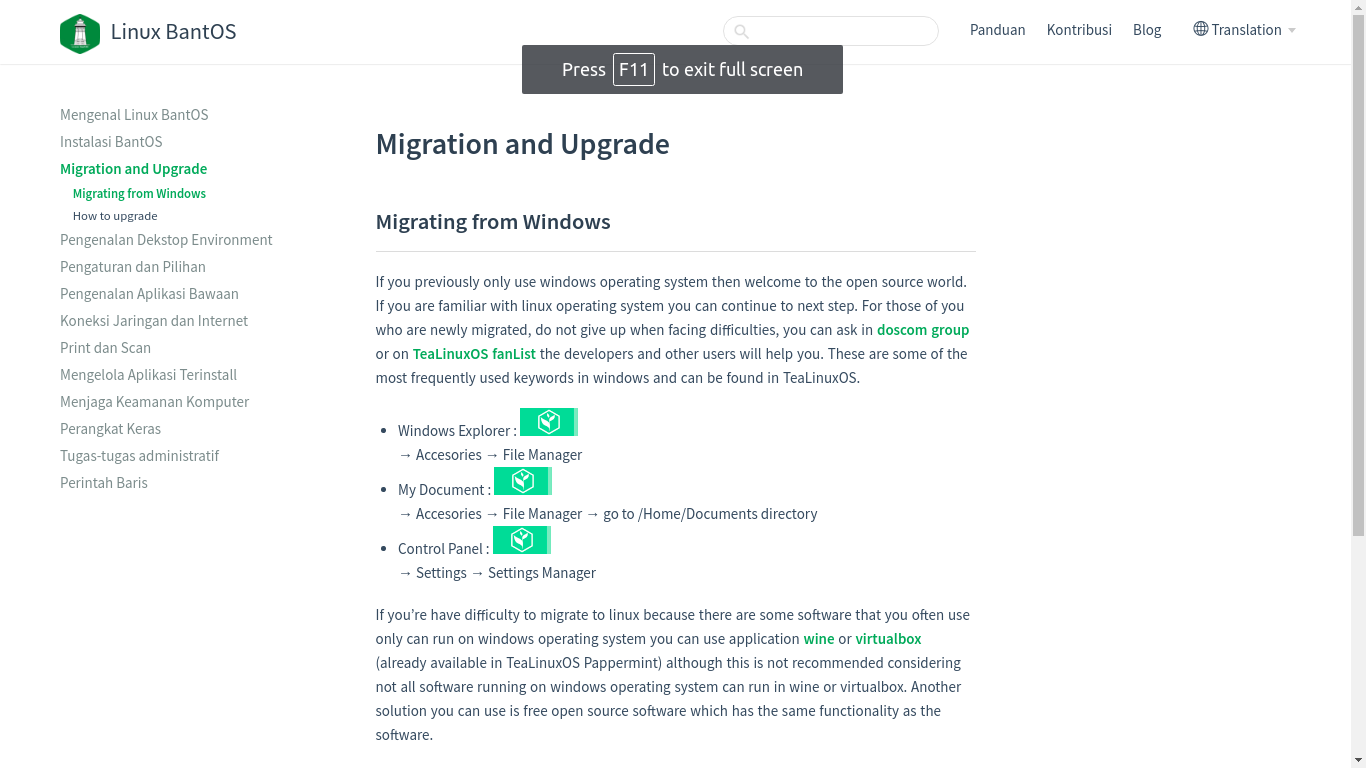 Linux BantOS
Panduan
Kontribusi
Blog
Translation
Press F11 to exit full screen
Mengenal Linux BantOS
Instalasi BantOS
Migration and Upgrade
Migrating from Windows
How to upgrade
Pengenalan Dekstop Environment
Pengaturan dan Pilihan
Pengenalan Aplikasi Bawaan
Koneksi Jaringan dan Internet
Print dan Scan
Mengelola Aplikasi Terinstall
Menjaga Keamanan Komputer
Perangkat Keras
Tugas-tugas administratif
Perintah Baris
Migration and Upgrade
Migrating from Windows
If you previously only use windows operating system then welcome to the open source world.
If you are familiar with linux operating system you can continue to next step. For those of you
who are newly migrated, do not give up when facing difficulties, you can ask in doscom group
or on TeaLinuxOS fanList the developers and other users will help you. These are some of the
most frequently used keywords in windows and can be found in TeaLinuxOS.
• Windows Explorer :
→ Accesories → File Manager
• My Document :
→ Accesories → File Manager → go to /Home/Documents directory
• Control Panel :
→ Settings → Settings Manager
If you’re have difficulty to migrate to linux because there are some software that you often use
only can run on windows operating system you can use application wine or virtualbox
(already available in TeaLinuxOS Pappermint) although this is not recommended considering
not all software running on windows operating system can run in wine or virtualbox. Another
solution you can use is free open source software which has the same functionality as the
software.